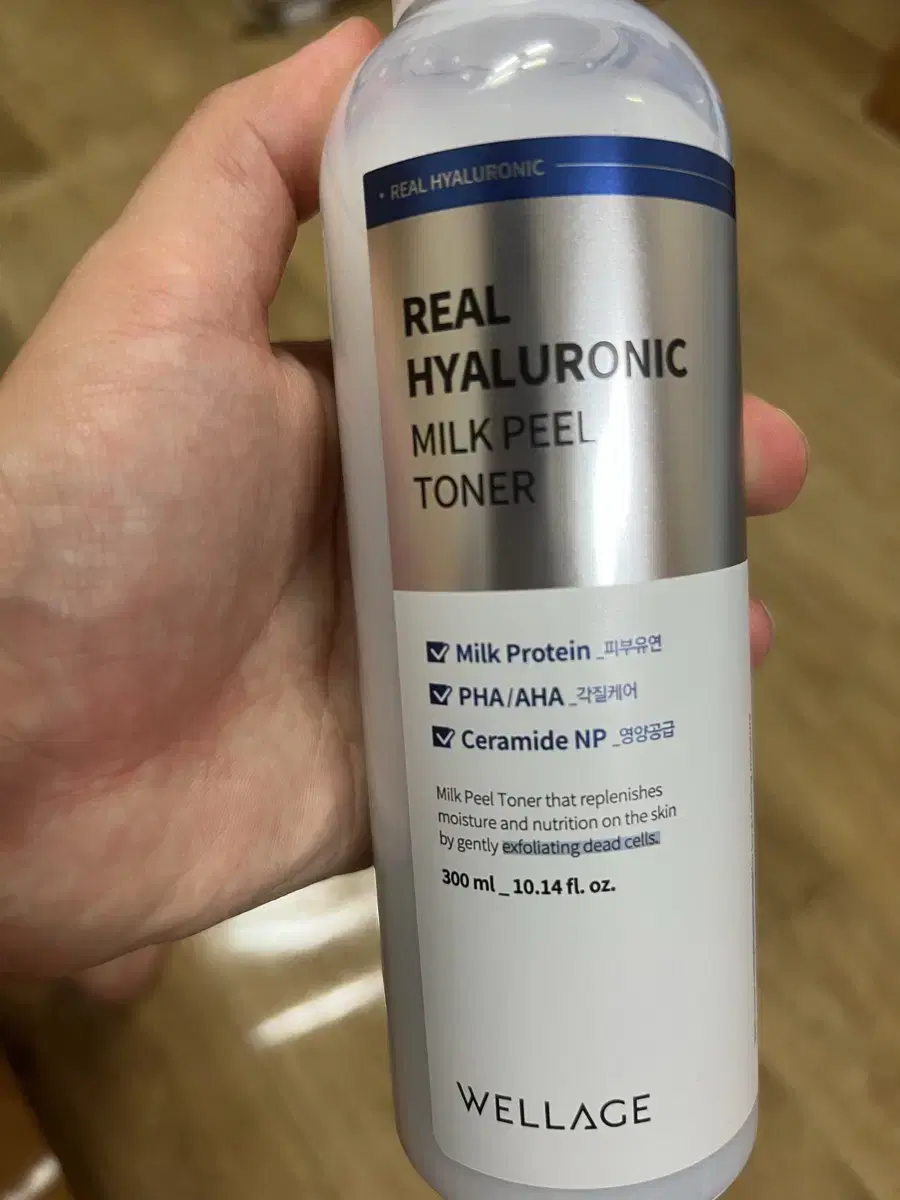 • REAL HYALURONIC
REAL
HYALURONIC
MILK PEEL
TONER
Milk Protein _피부유연
PHA/AHA _각질케어
Ceramide NP _영양공급
Milk Peel Toner that replenishes
moisture and nutrition on the skin
by gently exfoliating dead cells.
300 ml _ 10.14 fl. oz.
WELLAGE